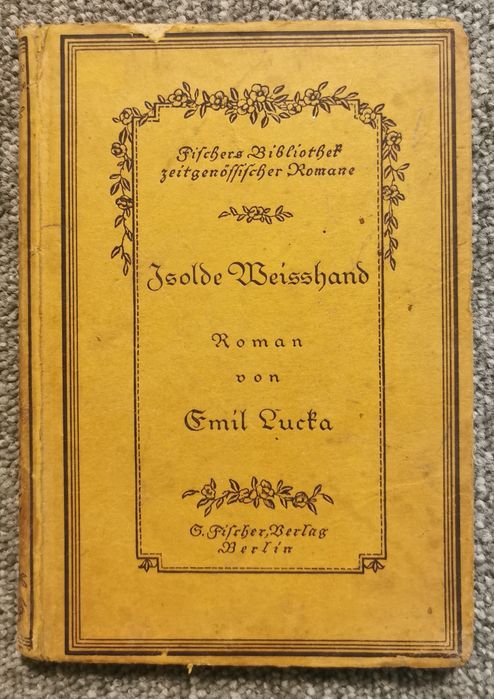 Fischers Bibliothek
zeitgenössischer Romane
Isolde Weisshand
Roman
von
Emil Lucka
S. Fischer, Verlag
Berlin